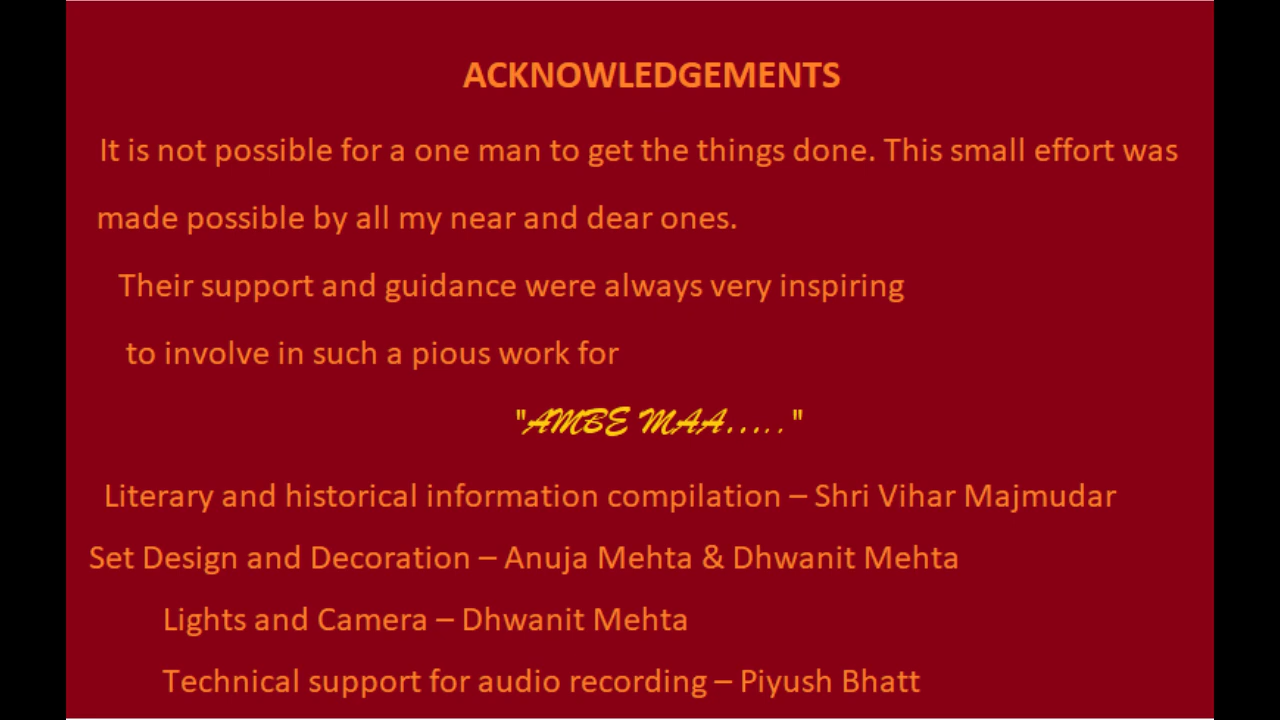 ACKNOWLEDGEMENTS
It is not possible for a one man to get the things done. This small effort was
made possible by all my near and dear ones.
Their support and guidance were always very inspiring
to involve in such a pious work for
"AMBE MAA....."
Literary and historical information compilation – Shri Vihar Majmudar
Set Design and Decoration – Anuja Mehta & Dhwanit Mehta
Lights and Camera – Dhwanit Mehta
Technical support for audio recording – Piyush Bhatt